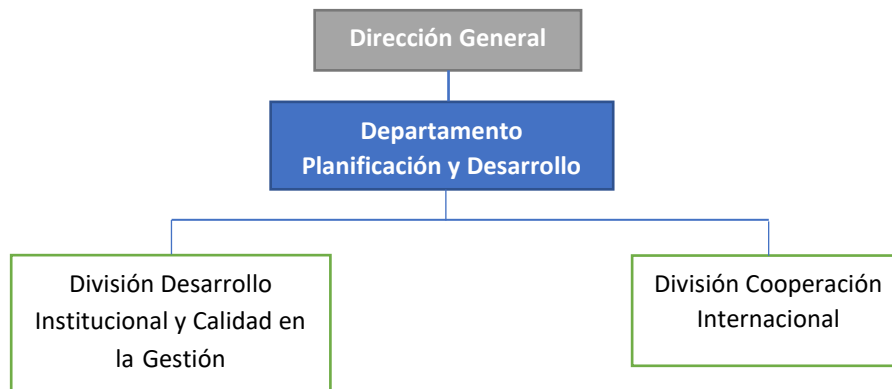 Dirección General
Departamento
Planificación y Desarrollo
División Desarrollo
Institucional y Calidad en
la Gestión
División Cooperación
Internacional